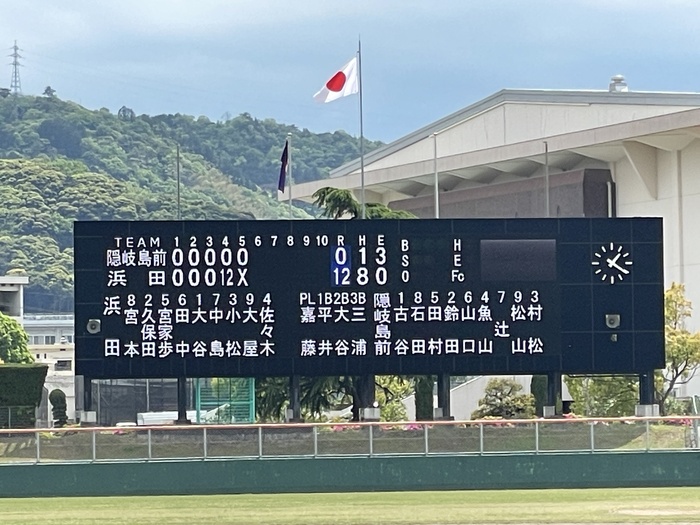 TEAM 1 2 3 4 5 6 7 8 9 10 R H E B H
隠岐島前 0 0 0 0 0 0 1 3 S E
浜田 0 0 0 12 X 12 8 0 O Fc
浜田
8 宮本
2 久保田
5 宮家歩
6 田中
1 大谷
7 中島
3 小松
9 大屋
4 佐々木
PL 嘉藤
1B 平井
2B 大谷
3B 三浦
隠岐島前
1 古谷
8 石田
5 田村
2 鈴田
6 山口
4 魚山
7 辻
9 松山
3 村松